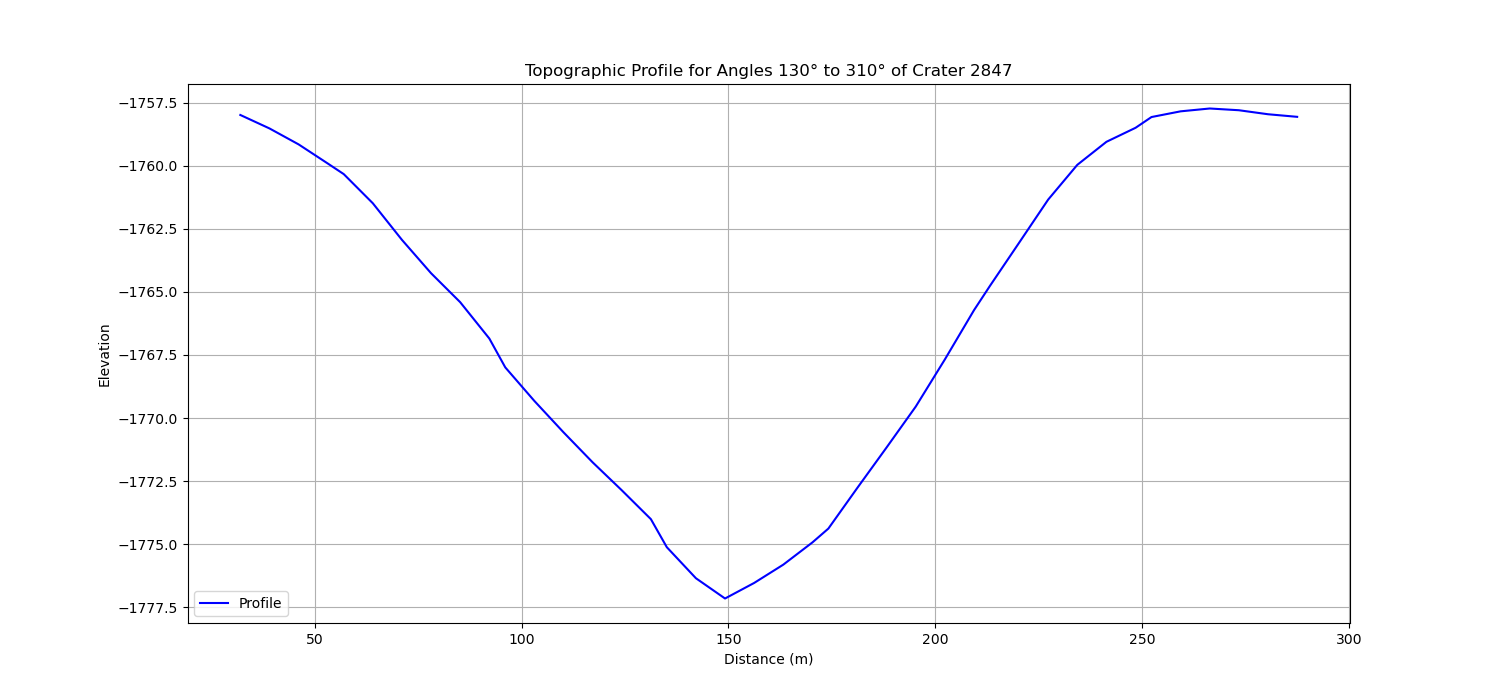 Topographic Profile for Angles 130° to 310° of Crater 2847
−1757.5
−1760.0
−1762.5
−1765.0
−1767.5
−1770.0
−1772.5
−1775.0
−1777.5
Elevation
Profile
50 100 150 200 250 300
Distance (m)